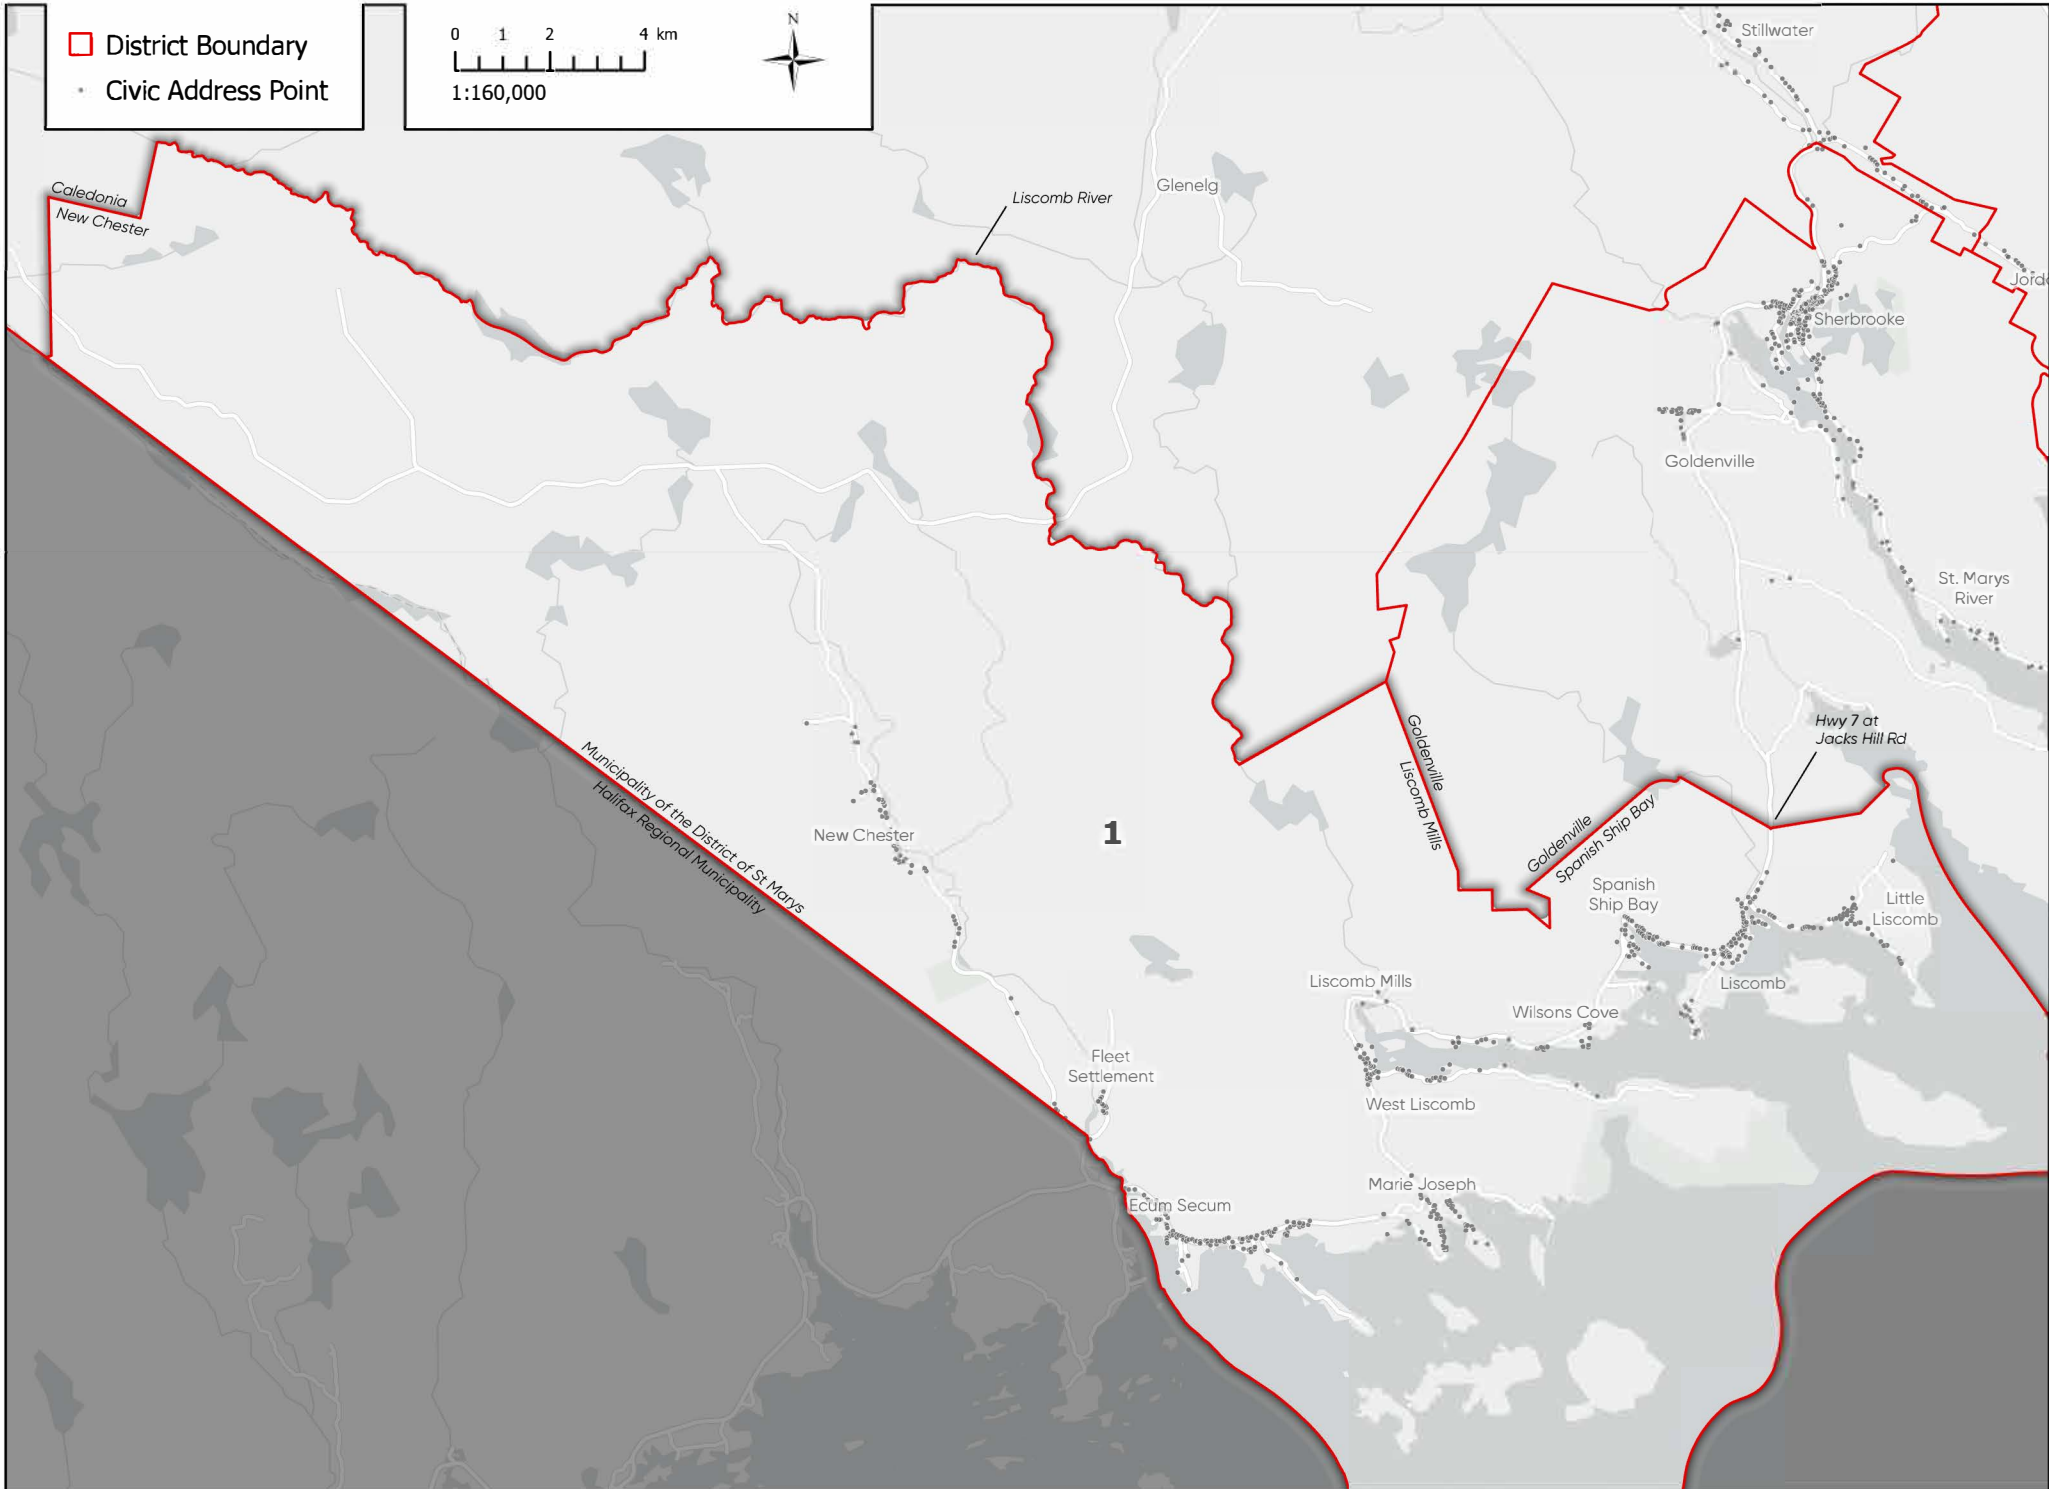 District Boundary
Civic Address Point
0 1 2 4 km
1:160,000
N
Stillwater
Caledonia
New Chester
Liscomb River
Glenelg
Sherbrooke
Goldenville
St. Marys
River
Hwy 7 at
Jacks Hill Rd
Goldenville
Liscomb Mills
Goldenville
Spanish Ship Bay
Municipality of the District of St Marys
Halifax Regional Municipality
New Chester
1
Spanish
Ship Bay
Little
Liscomb
Liscomb Mills
Liscomb
Wilsons Cove
Fleet
Settlement
West Liscomb
Marie Joseph
Ecum Secum